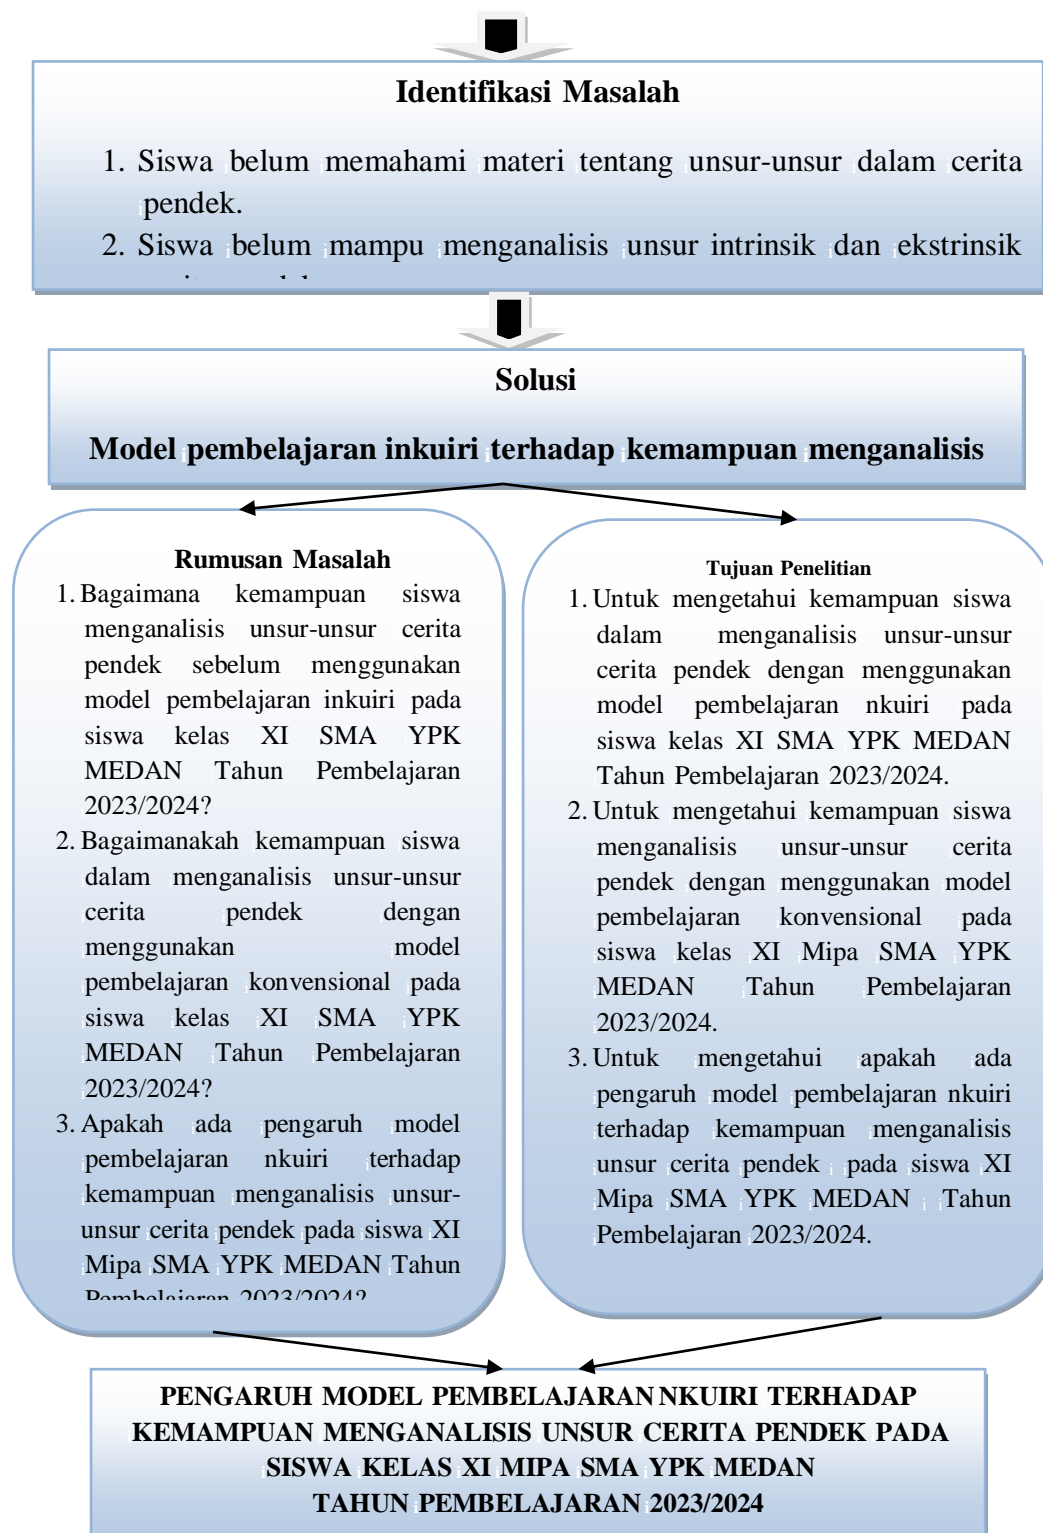 Identifikasi Masalah
1. Siswa belum memahami materi tentang unsur-unsur dalam cerita
pendek.
2. Siswa belum mampu menganalisis unsur intrinsik dan ekstrinsik
Solusi
Model pembelajaran inkuiri terhadap kemampuan menganalisis
Rumusan Masalah
1. Bagaimana kemampuan siswa
menganalisis unsur-unsur cerita
pendek sebelum menggunakan
model pembelajaran inkuiri pada
siswa kelas XI SMA YPK
MEDAN Tahun Pembelajaran
2023/2024?
2. Bagaimanakah kemampuan siswa
dalam menganalisis unsur-unsur
cerita pendek dengan
menggunakan model
pembelajaran konvensional pada
siswa kelas XI SMA YPK
MEDAN Tahun Pembelajaran
2023/2024?
3. Apakah ada pengaruh model
pembelajaran nkuiri terhadap
kemampuan menganalisis unsur-
unsur cerita pendek pada siswa XI
Mipa SMA YPK MEDAN Tahun
Pembelajaran 2023/2024?
Tujuan Penelitian
1. Untuk mengetahui kemampuan siswa
dalam menganalisis unsur-unsur
cerita pendek dengan menggunakan
model pembelajaran nkuiri pada
siswa kelas XI SMA YPK MEDAN
Tahun Pembelajaran 2023/2024.
2. Untuk mengetahui kemampuan siswa
menganalisis unsur-unsur cerita
pendek dengan menggunakan model
pembelajaran konvensional pada
siswa kelas XI Mipa SMA YPK
MEDAN Tahun Pembelajaran
2023/2024.
3. Untuk mengetahui apakah ada
pengaruh model pembelajaran nkuiri
terhadap kemampuan menganalisis
unsur cerita pendek pada siswa XI
Mipa SMA YPK MEDAN Tahun
Pembelajaran 2023/2024.
PENGARUH MODEL PEMBELAJARAN NKUIRI TERHADAP
KEMAMPUAN MENGANALISIS UNSUR CERITA PENDEK PADA
SISWA KELAS XI MIPA SMA YPK MEDAN
TAHUN PEMBELAJARAN 2023/2024